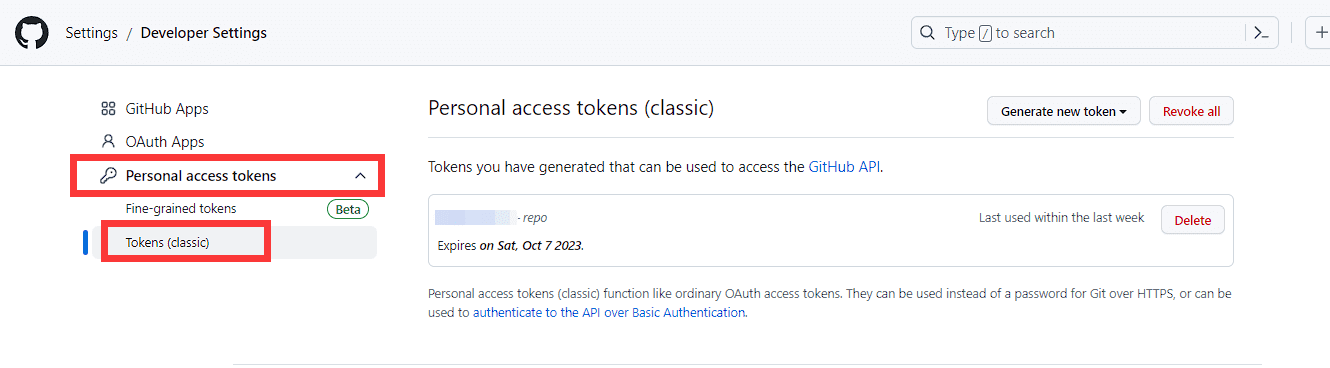 Settings / Developer Settings
Type / to search
GitHub Apps
OAuth Apps
Personal access tokens
Fine-grained tokens Beta
Tokens (classic)
Personal access tokens (classic)
Generate new token
Revoke all
Tokens you have generated that can be used to access the GitHub API.
- repo
Last used within the last week
Delete
Expires on Sat, Oct 7 2023.
Personal access tokens (classic) function like ordinary OAuth access tokens. They can be used instead of a password for Git over HTTPS, or can be
used to authenticate to the API over Basic Authentication.